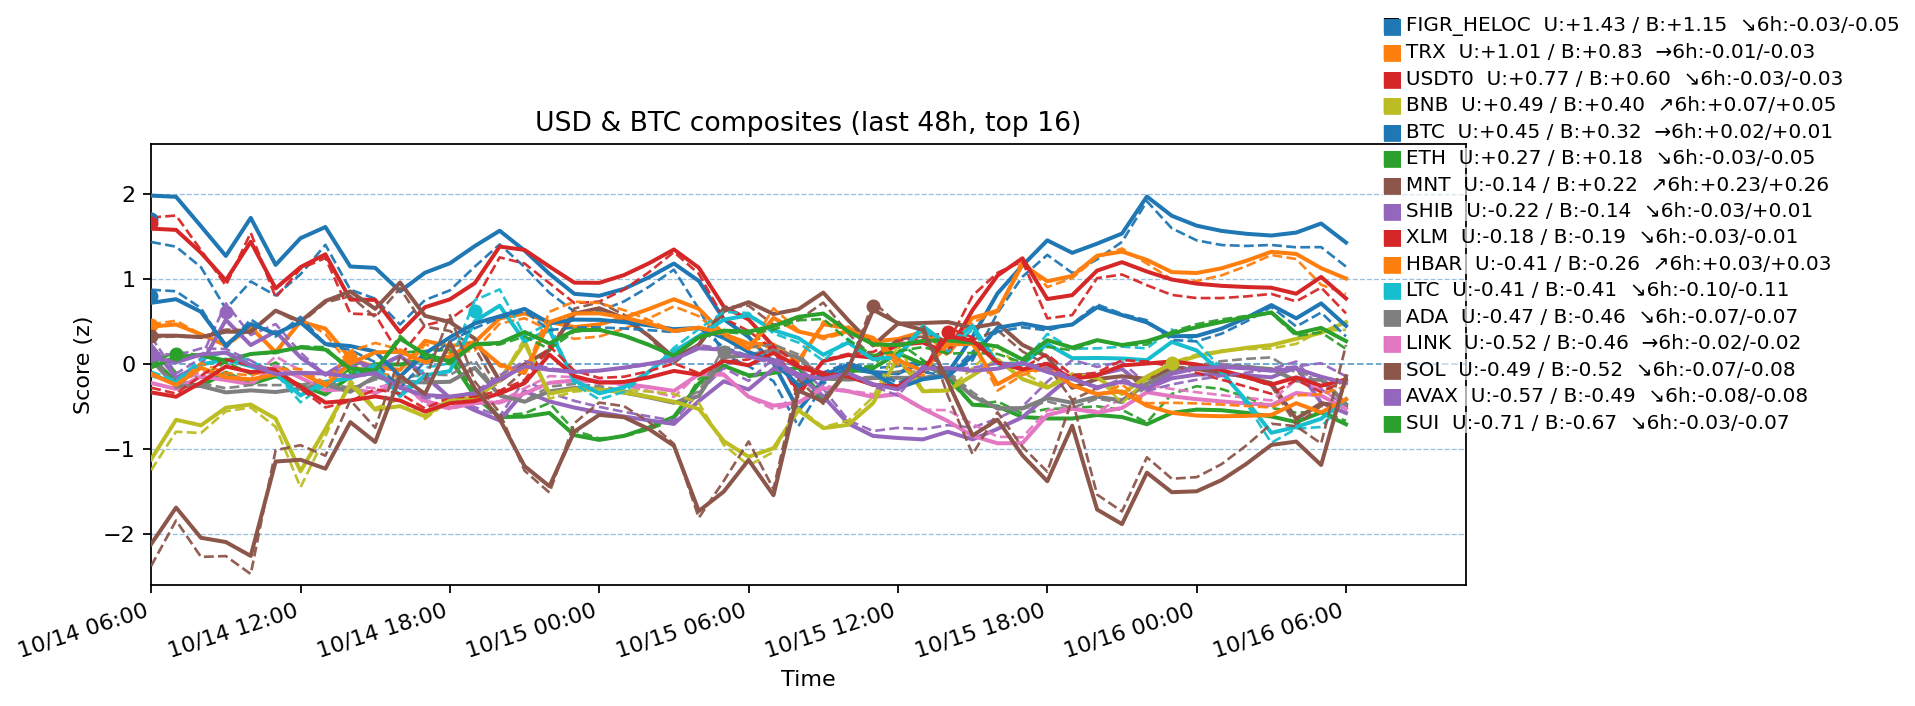 FIGR_HELOC U:+1.43 / B:+1.15 ↘6h:-0.03/-0.05
TRX U:+1.01 / B:+0.83 →6h:-0.01/-0.03
USDT0 U:+0.77 / B:+0.60 ↘6h:-0.03/-0.03
BNB U:+0.49 / B:+0.40 ↗6h:+0.07/+0.05
BTC U:+0.45 / B:+0.32 →6h:+0.02/+0.01
ETH U:+0.27 / B:+0.18 ↘6h:-0.03/-0.05
MNT U:-0.14 / B:+0.22 ↗6h:+0.23/+0.26
SHIB U:-0.22 / B:-0.14 ↘6h:-0.03/+0.01
XLM U:-0.18 / B:-0.19 ↘6h:-0.03/-0.01
HBAR U:-0.41 / B:-0.26 ↗6h:+0.03/+0.03
LTC U:-0.41 / B:-0.41 ↘6h:-0.10/-0.11
ADA U:-0.47 / B:-0.46 ↘6h:-0.07/-0.07
LINK U:-0.52 / B:-0.46 →6h:-0.02/-0.02
SOL U:-0.49 / B:-0.52 ↘6h:-0.07/-0.08
AVAX U:-0.57 / B:-0.49 ↘6h:-0.08/-0.08
SUI U:-0.71 / B:-0.67 ↘6h:-0.03/-0.07
USD & BTC composites (last 48h, top 16)
Score (z)
2
1
0
−1
−2
10/14 06:00
10/14 12:00
10/14 18:00
10/15 00:00
10/15 06:00
10/15 12:00
10/15 18:00
10/16 00:00
10/16 06:00
Time